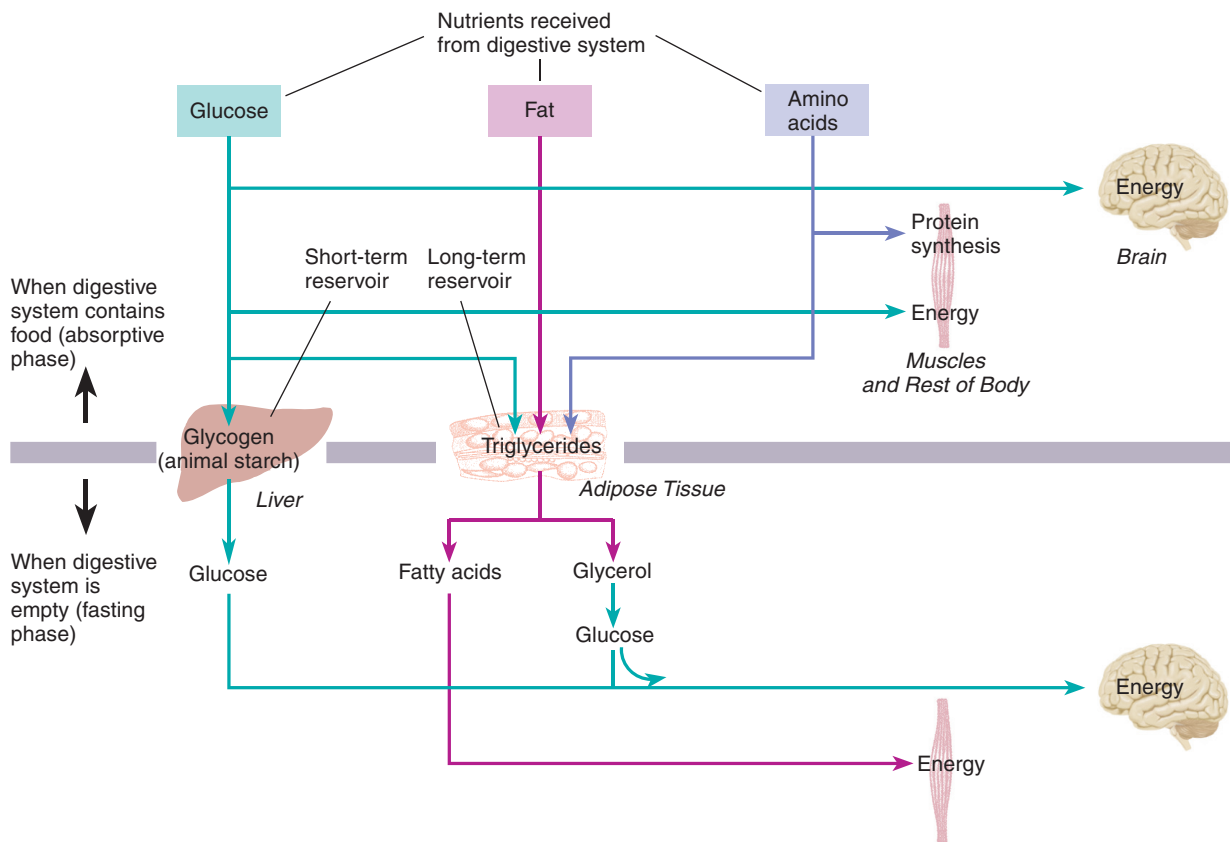 Nutrients received
from digestive system
Glucose
Fat
Amino
acids
Energy
Brain
Protein
synthesis
Energy
Muscles
and Rest of Body
Short-term
reservoir
Long-term
reservoir
When digestive
system contains
food (absorptive
phase)
Glycogen
(animal starch)
Liver
Triglycerides
Adipose Tissue
When digestive
system is
empty (fasting
phase)
Glucose
Fatty acids
Glycerol
Glucose
Energy
Energy